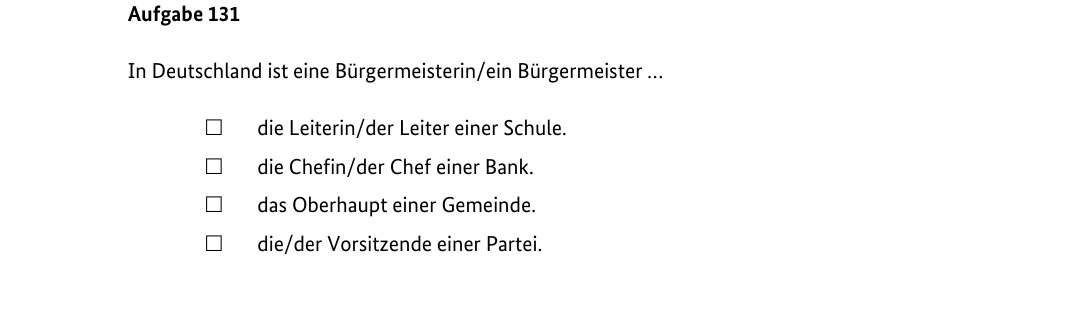 Aufgabe 131
In Deutschland ist eine Bürgermeisterin/ein Bürgermeister …
☐ die Leiterin/der Leiter einer Schule.
☐ die Chefin/der Chef einer Bank.
☐ das Oberhaupt einer Gemeinde.
☐ die/der Vorsitzende einer Partei.